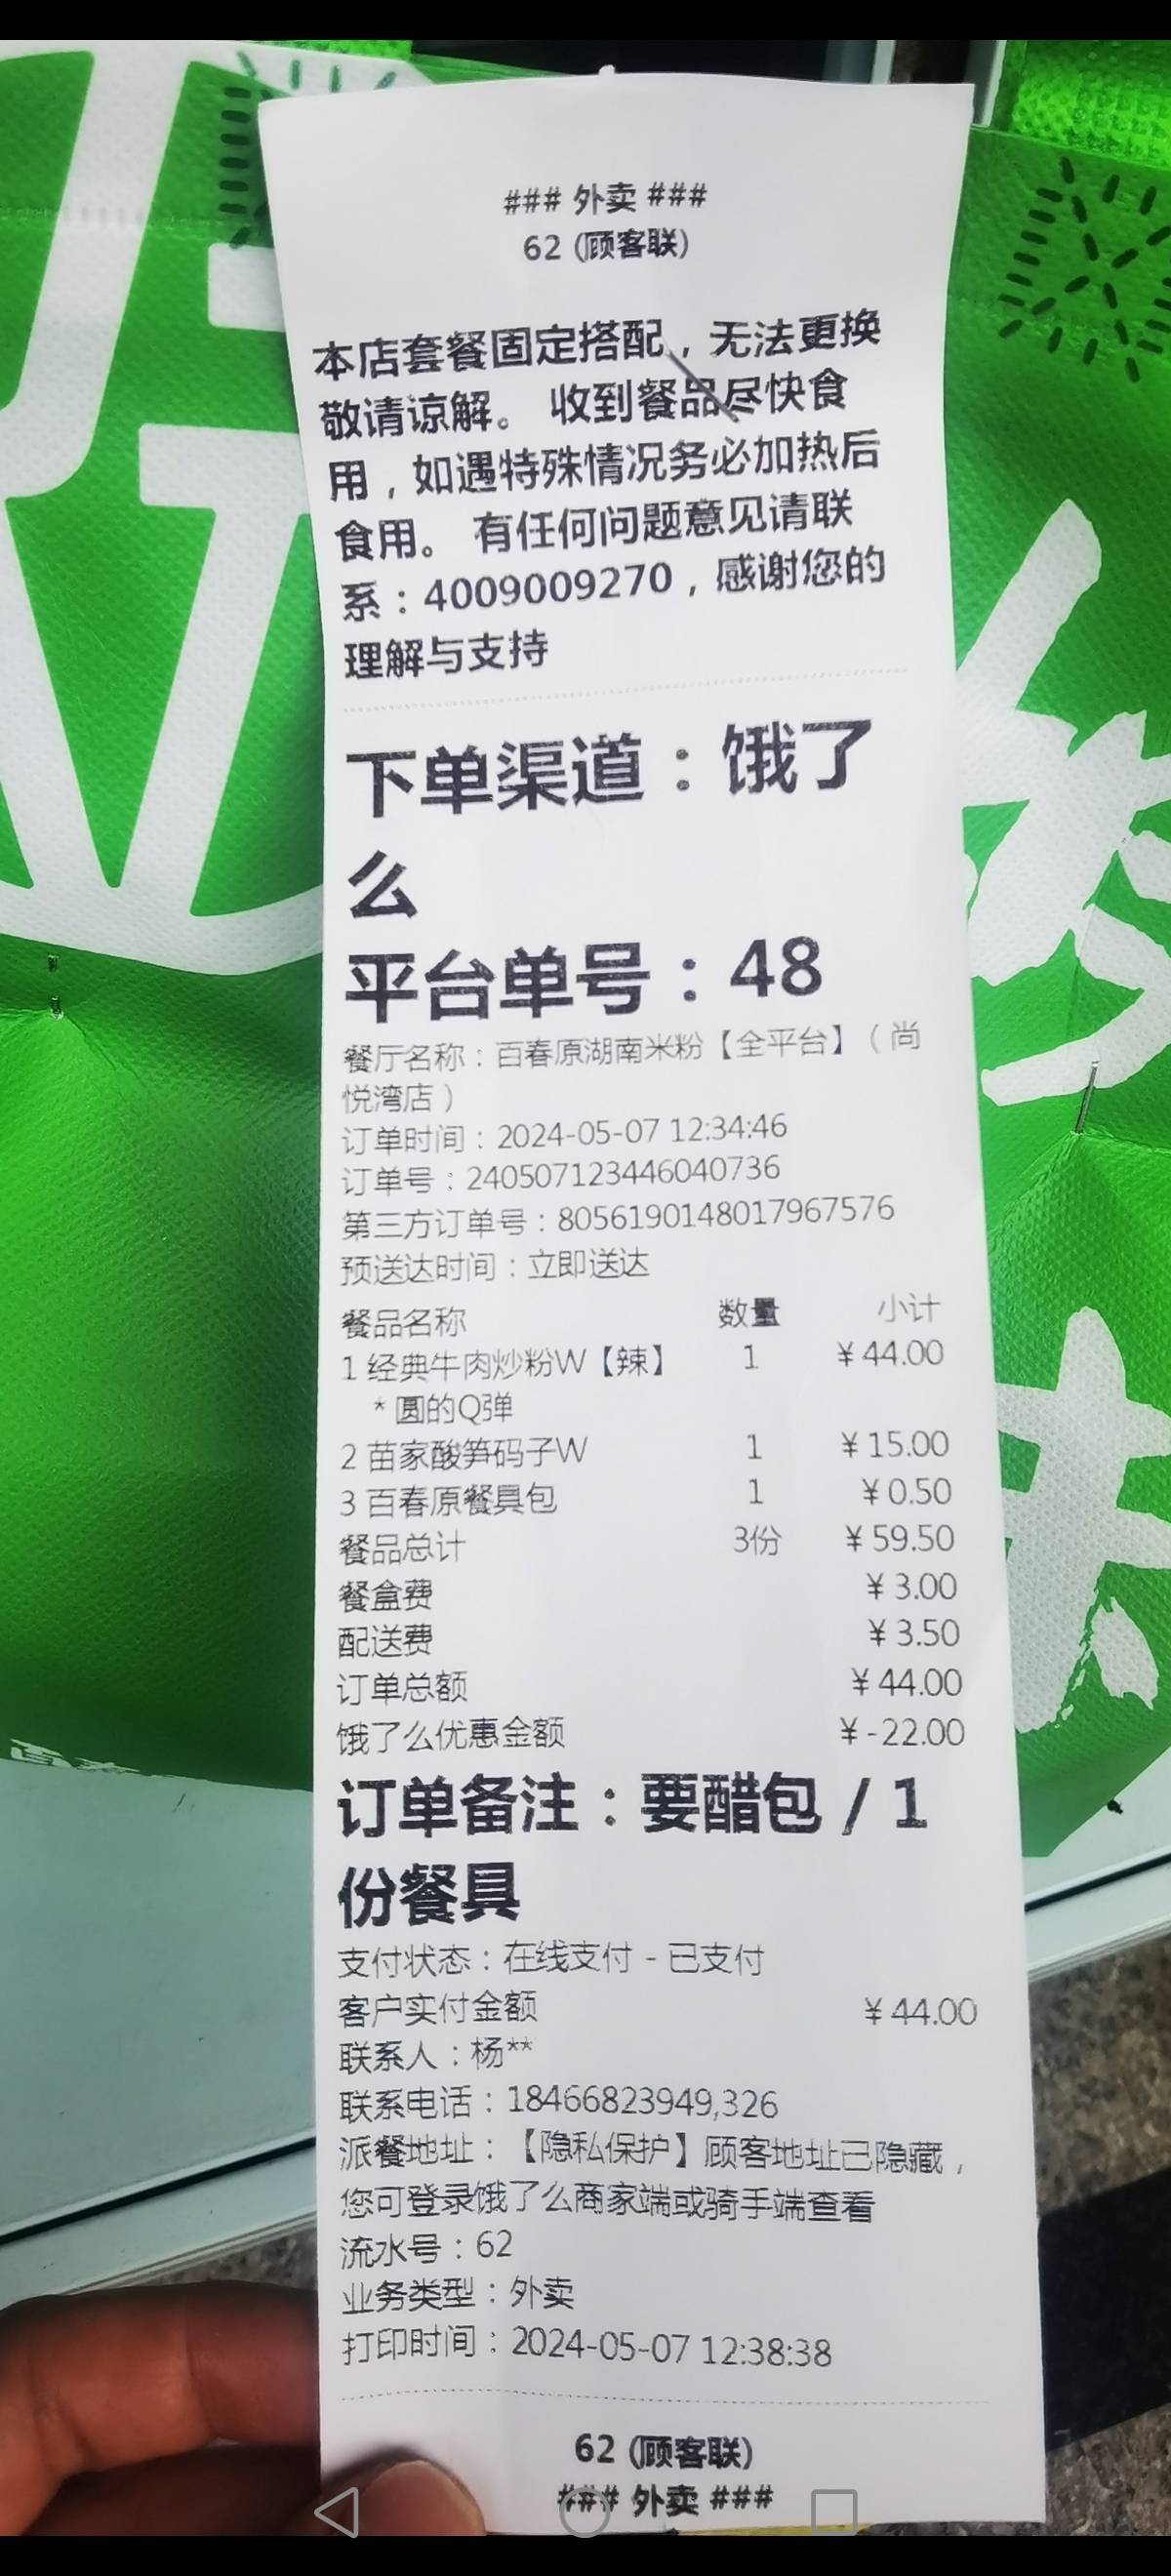 ### 外卖 ###
62 (顾客联)
本店套餐固定搭配，无法更换
敬请谅解。 收到餐品尽快食
用，如遇特殊情况务必加热后
食用。 有任何问题意见请联
系：4009009270，感谢您的
理解与支持
下单渠道：饿了
么
平台单号：48
餐厅名称：百春原湖南米粉【全平台】（尚
悦湾店）
订单时间：2024-05-07 12:34:46
订单号：240507123446040736
第三方订单号：8056190148017967576
预送达时间：立即送达
餐品名称 数量 小计
1 经典牛肉炒粉W【辣】 1 ￥44.00
* 圆的Q弹
2 苗家酸笋码子W 1 ￥15.00
3 百春原餐具包 1 ￥0.50
餐品总计 3份 ￥59.50
餐盒费 ￥3.00
配送费 ￥3.50
订单总额 ￥44.00
饿了么优惠金额 ￥-22.00
订单备注：要醋包 / 1
份餐具
支付状态：在线支付 - 已支付
客户实付金额 ￥44.00
联系人：杨**
联系电话：18466823949,326
派餐地址：【隐私保护】顾客地址已隐藏，
您可登录饿了么商家端或骑手端查看
流水号：62
业务类型：外卖
打印时间：2024-05-07 12:38:38
62 (顾客联)
### 外卖 ###